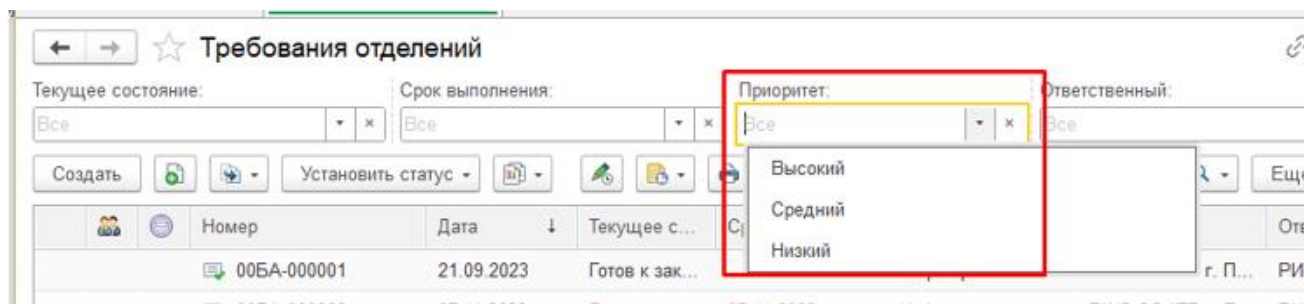 Требования отделений
Текущее состояние: Срок выполнения: Приоритет: Ответственный:
Все Все Все Все
Создать Установить статус
Высокий
Средний
Низкий
Номер Дата ↓ Текущее с...
00БА-000001 21.09.2023 Готов к зак... г. П...